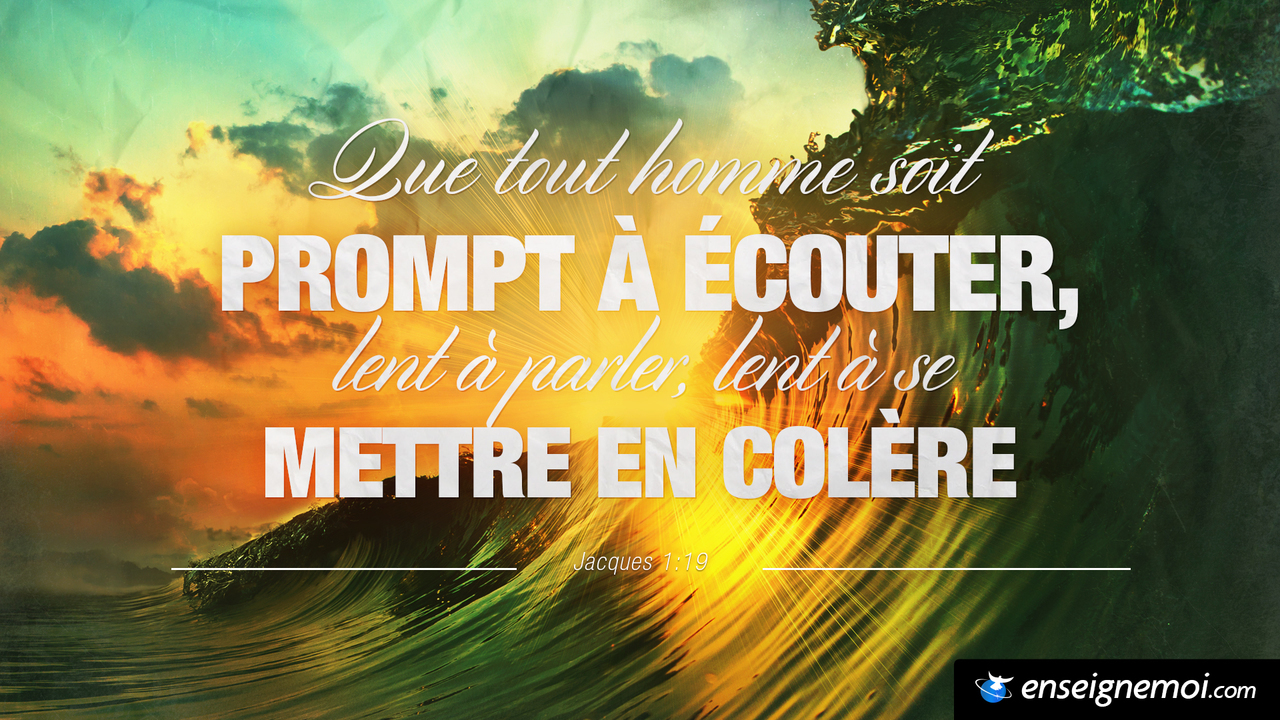 Que tout homme soit
PROMPT À ÉCOUTER,
lent à parler, lent à se
METTRE EN COLÈRE
Jacques 1:19
enseignemoi.com